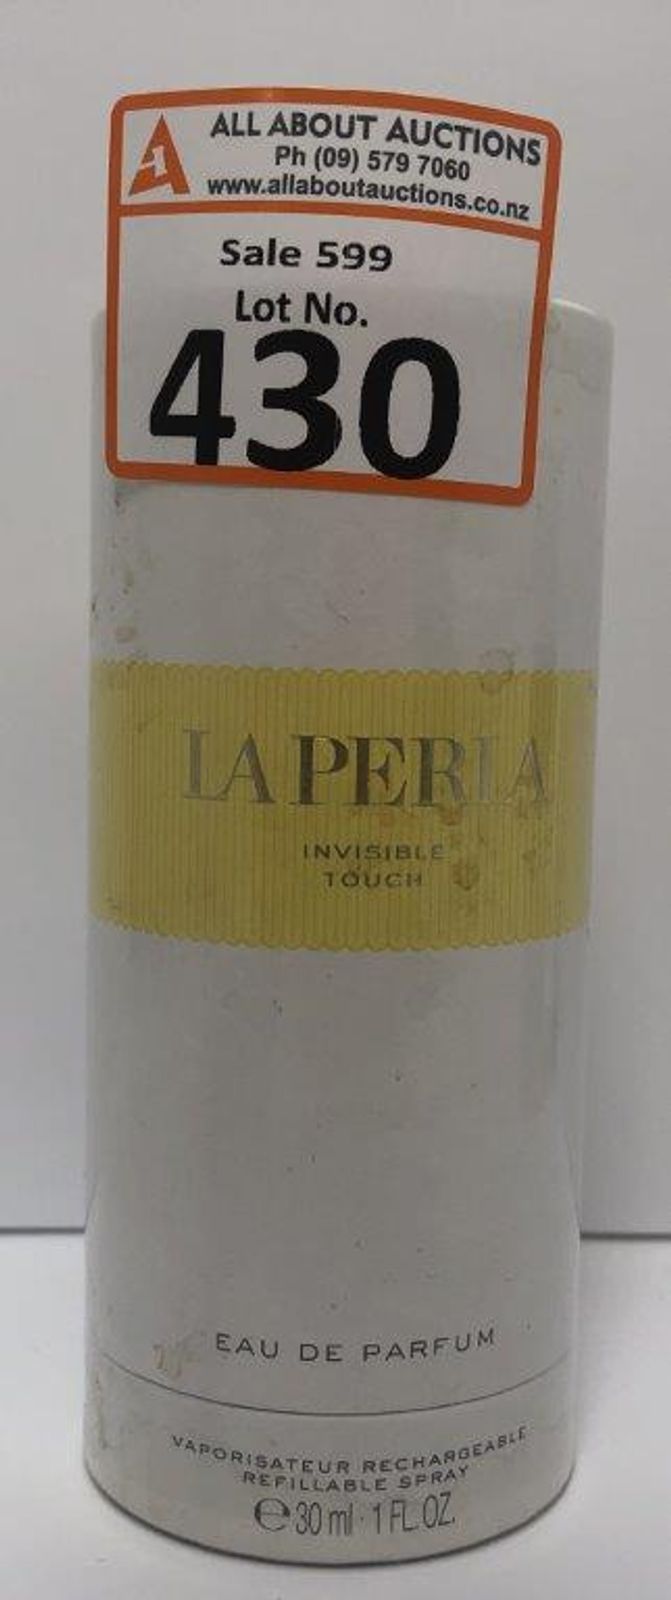 ALL ABOUT AUCTIONS
Ph (09) 579 7060
www.allaboutauctions.co.nz
Sale 599
Lot No.
430
LA PERLA
INVISIBLE
TOUCH
EAU DE PARFUM
VAPORISATEUR RECHARGEABLE
REFILLABLE SPRAY
℮ 30 ml · 1 FL. OZ.